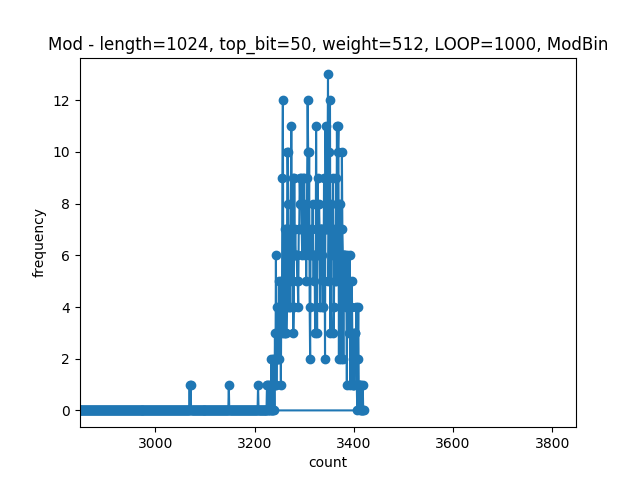 Mod - length=1024, top_bit=50, weight=512, LOOP=1000, ModBin
12
10
8
6
4
2
0
frequency
3000 3200 3400 3600 3800
count